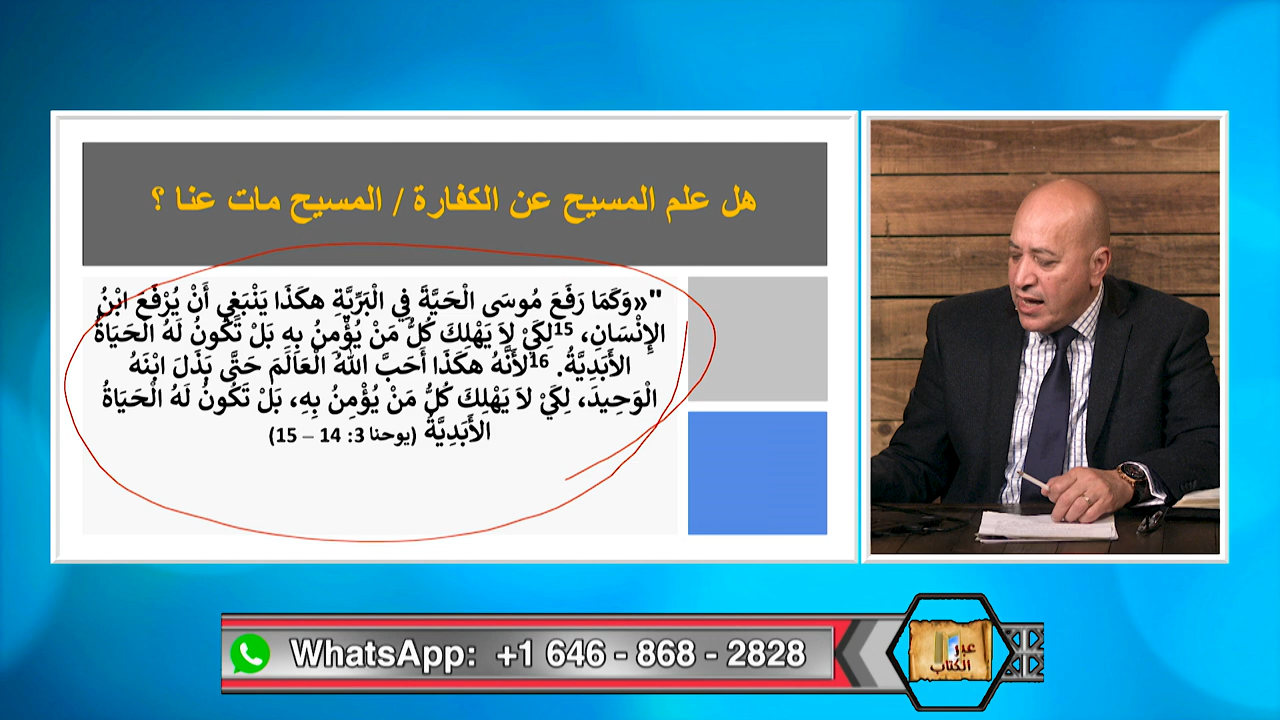 هل علم المسيح عن الكفارة / المسيح مات عنا ؟
"«وَكَمَا رَفَعَ مُوسَى الْحَيَّةَ فِي الْبَرِّيَّةِ هكَذَا يَنْبَغِي أَنْ يُرْفَعَ ابْنُ
الإِنْسَانِ، 15لِكَيْ لاَ يَهْلِكَ كُلُّ مَنْ يُؤْمِنُ بِهِ بَلْ تَكُونُ لَهُ الْحَيَاةُ
الأَبَدِيَّةُ. 16لأَنَّهُ هكَذَا أَحَبَّ اللهُ الْعَالَمَ حَتَّى بَذَلَ ابْنَهُ
الْوَحِيدَ، لِكَيْ لاَ يَهْلِكَ كُلُّ مَنْ يُؤْمِنُ بِهِ، بَلْ تَكُونُ لَهُ الْحَيَاةُ
الأَبَدِيَّةُ (يوحنا 3: 14 – 15)
WhatsApp: +1 646 - 868 - 2828
عبر
الكتاب